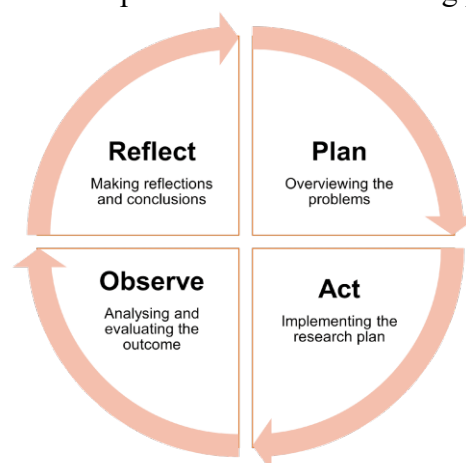 Reflect
Making reflections
and conclusions
Plan
Overviewing the
problems
Observe
Analysing and
evaluating the
outcome
Act
Implementing the
research plan